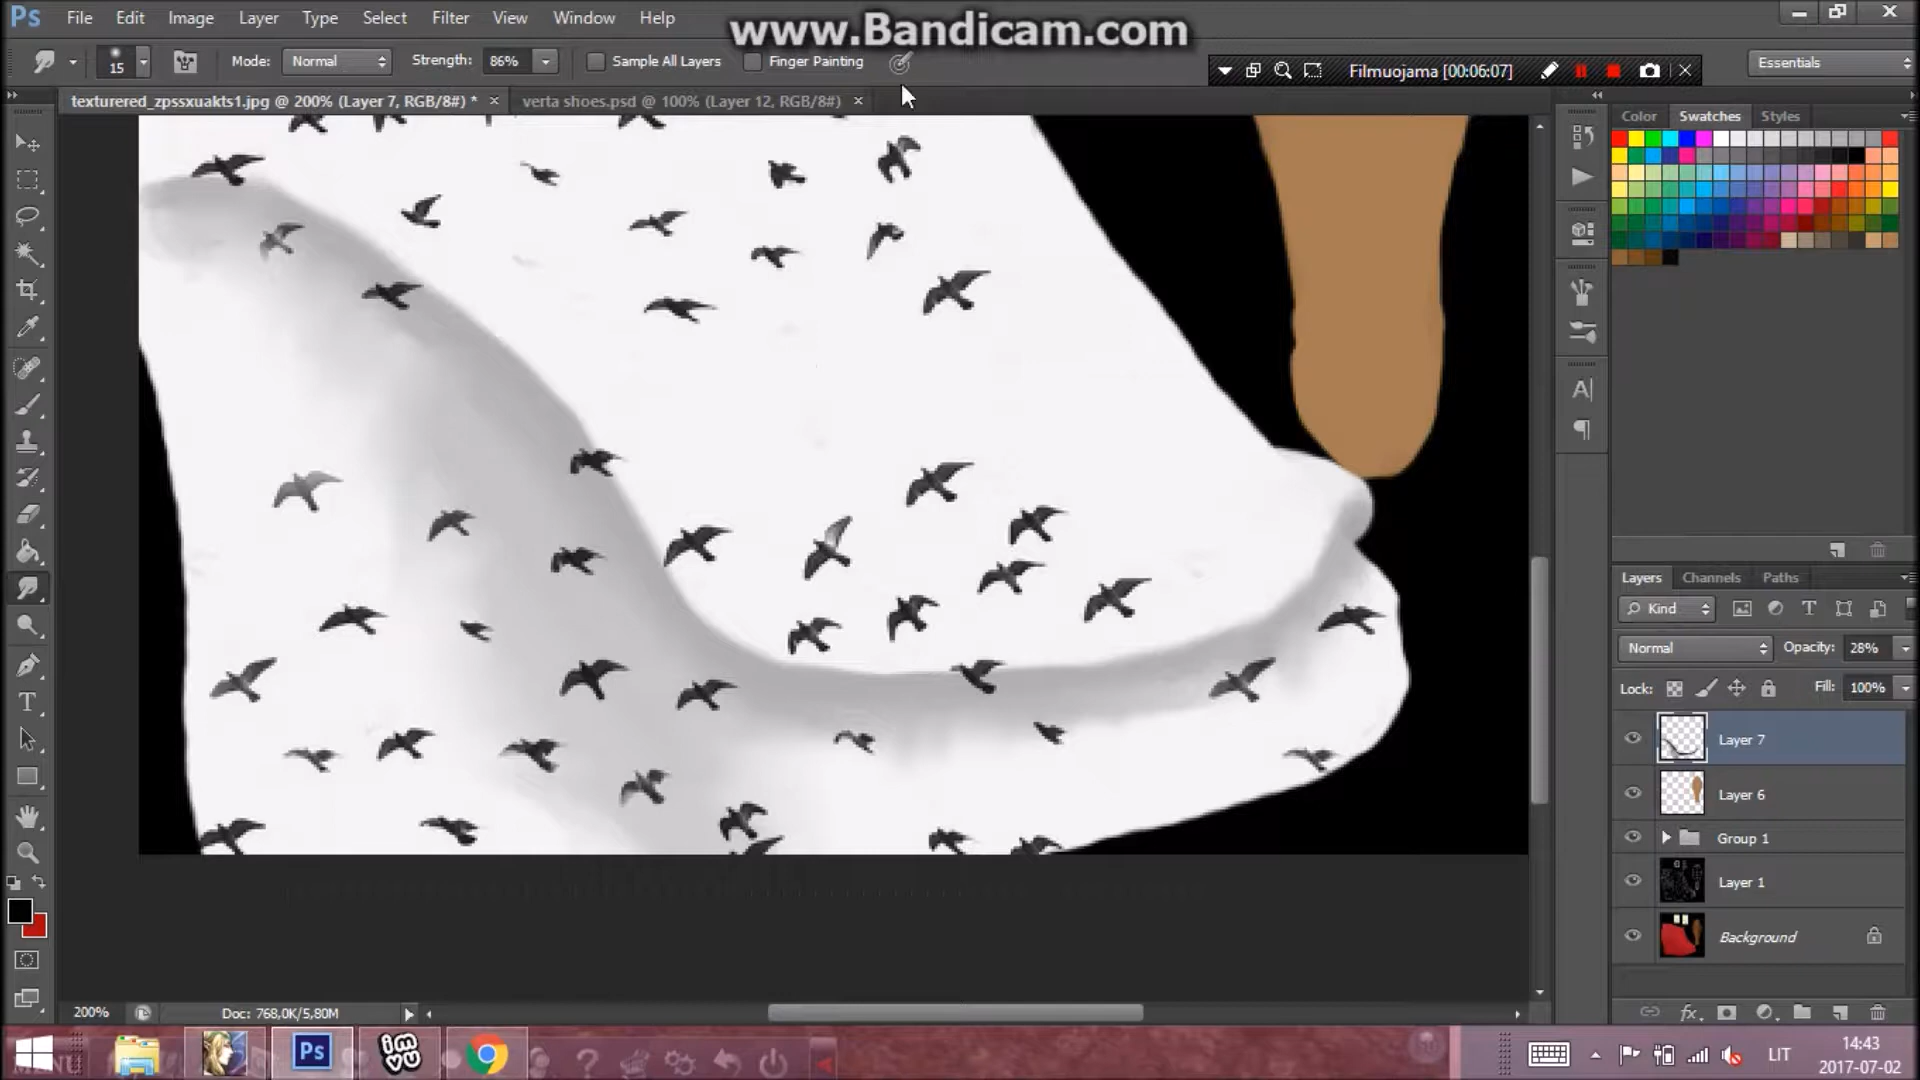 www.Bandicam.com
Ps File Edit Image Layer Type Select Filter View Window Help
15 Mode: Normal Strength: 86% Sample All Layers Finger Painting
Filmuojama [00:06:07]
Essentials
texturered_zpssxuakts1.jpg @ 200% (Layer 7, RGB/8#) * verta shoes.psd @ 100% (Layer 12, RGB/8#)
Color Swatches Styles
Layers Channels Paths
Kind
Normal Opacity: 28%
Lock: Fill: 100%
Layer 7
Layer 6
Group 1
Layer 1
Background
200% Doc: 768,0K/5,80M
MENU
Ps
imvu
LIT
14:43
2017-07-02